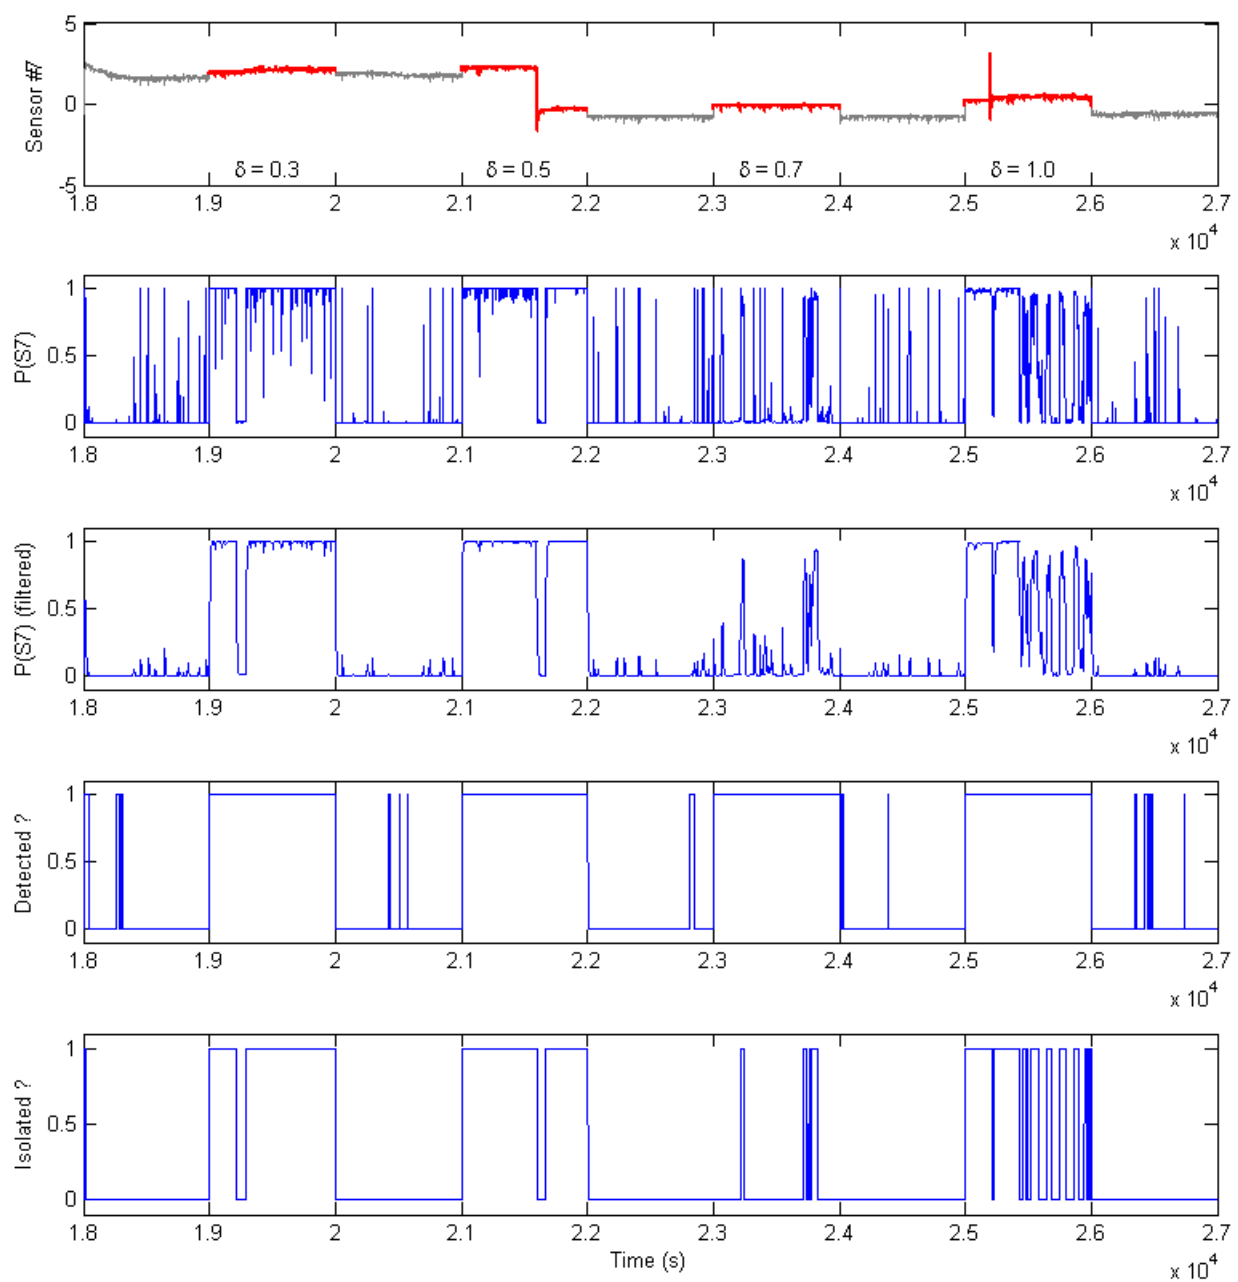 5
0
-5
Sensor #7
δ = 0.3 δ = 0.5 δ = 0.7 δ = 1.0
1.8 1.9 2 2.1 2.2 2.3 2.4 2.5 2.6 2.7
x 10^4
1
0.5
0
P(S7)
1.8 1.9 2 2.1 2.2 2.3 2.4 2.5 2.6 2.7
x 10^4
1
0.5
0
P(S7) (filtered)
1.8 1.9 2 2.1 2.2 2.3 2.4 2.5 2.6 2.7
x 10^4
1
0.5
0
Detected ?
1.8 1.9 2 2.1 2.2 2.3 2.4 2.5 2.6 2.7
x 10^4
1
0.5
0
Isolated ?
1.8 1.9 2 2.1 2.2 2.3 2.4 2.5 2.6 2.7
Time (s)
x 10^4